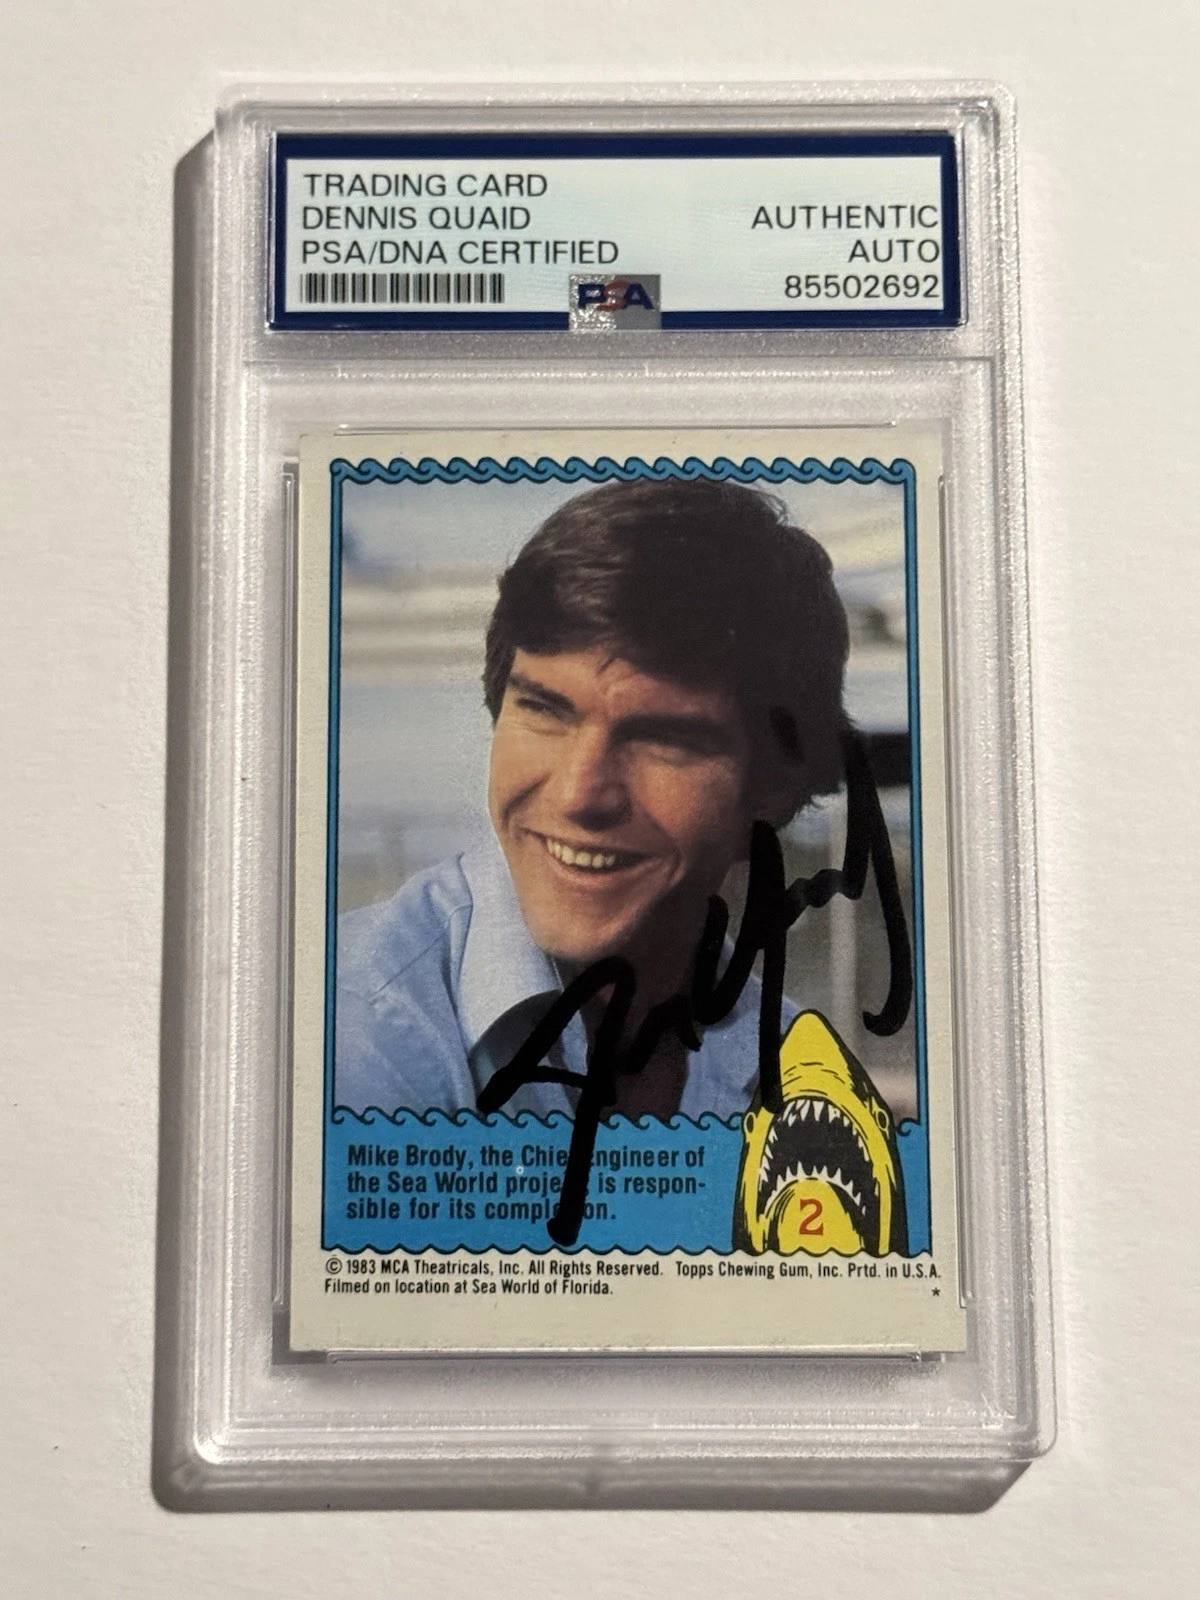 TRADING CARD
DENNIS QUAID
PSA/DNA CERTIFIED
AUTHENTIC
AUTO
85502692
PSA
Mike Brody, the Chief Engineer of
the Sea World project, is respon-
sible for its completion.
2
© 1983 MCA Theatricals, Inc. All Rights Reserved. Topps Chewing Gum, Inc. Prtd. in U.S.A.
Filmed on location at Sea World of Florida.
*